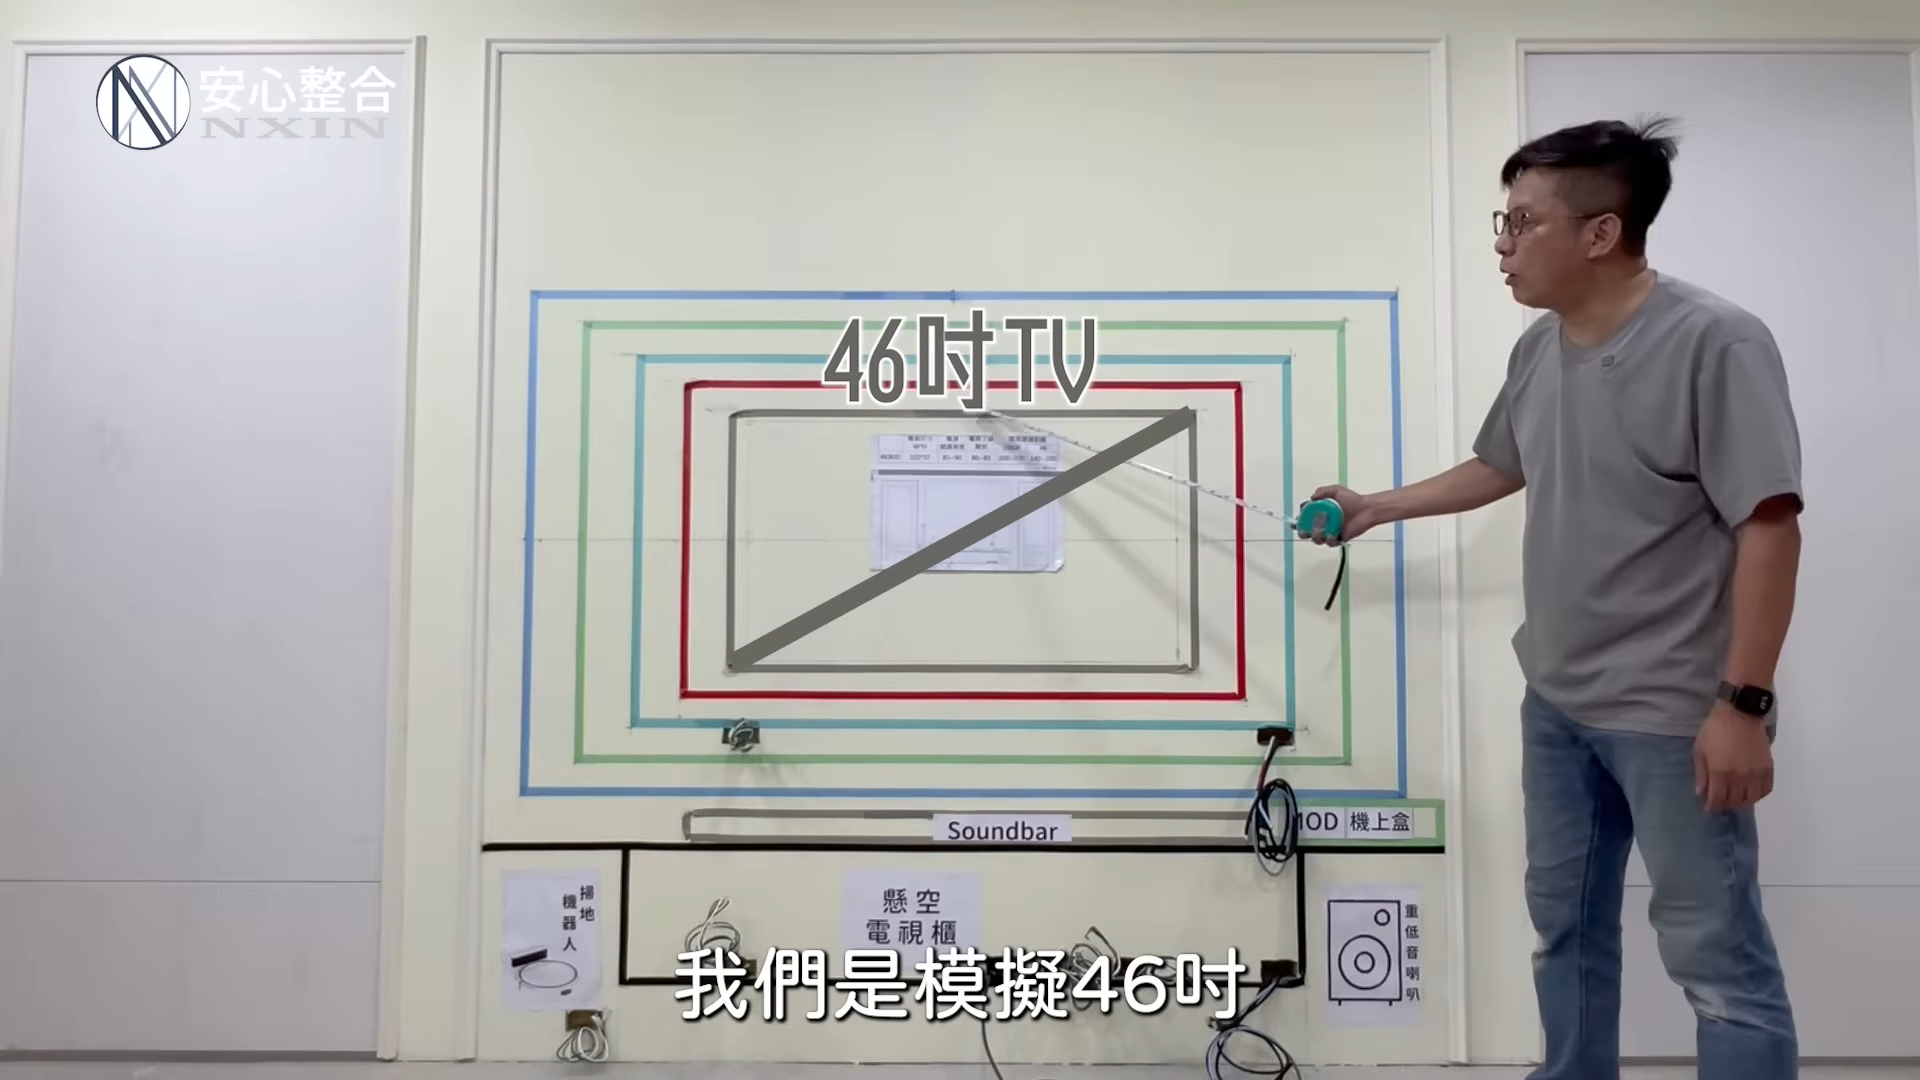 安心整合
NXIN
46吋TV
Soundbar
MOD 機上盒
掃地
機器人
懸空
電視櫃
重低音喇叭
我們是模擬46吋